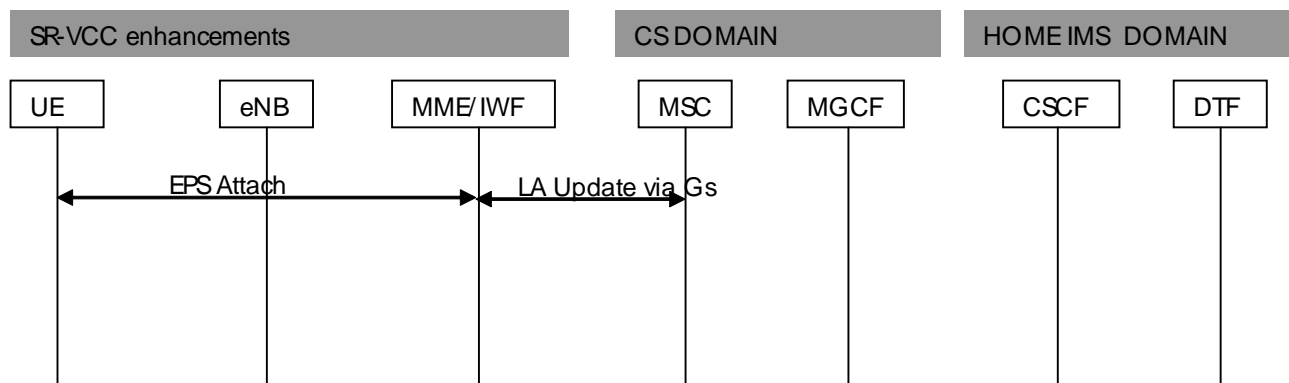 SR-VCC enhancements
CS DOMAIN
HOME IMS DOMAIN
UE
eNB
MME/IWF
MSC
MGCF
CSCF
DTF
EPS Attach
LA Update via Gs